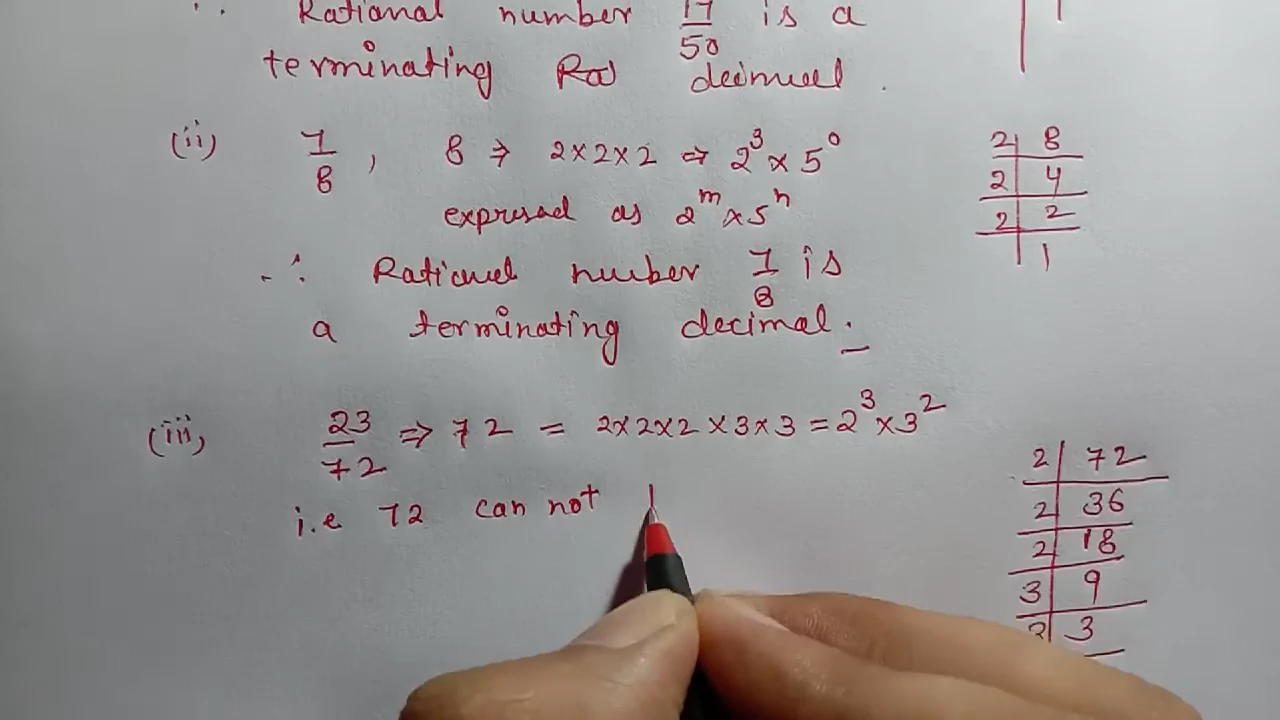 ∴ Rational number 17/50 is a
terminating decimal.
(ii) 7/8, 8 ⇒ 2×2×2 ⇒ 2³×5⁰
expressed as 2ᵐ×5ⁿ
∴ Rational number 7/8 is
a terminating decimal.
(iii) 23/72 ⇒ 72 = 2×2×2×3×3 = 2³×3²
i.e 72 can not
2 | 8
2 | 4
2 | 2
1
2 | 72
2 | 36
2 | 18
3 | 9
3 | 3